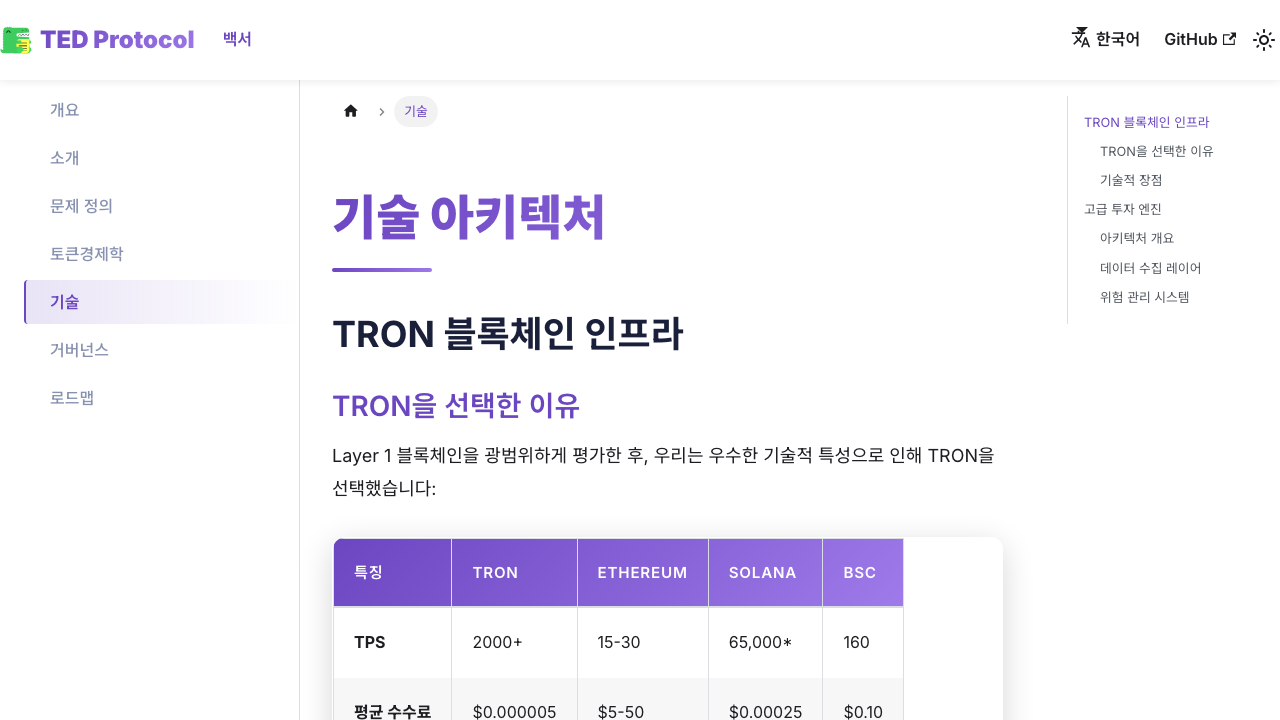 TED Protocol 백서 한국어 GitHub
개요
소개
문제 정의
토큰경제학
기술
거버넌스
로드맵
기술
기술 아키텍처
TRON 블록체인 인프라
TRON을 선택한 이유
Layer 1 블록체인을 광범위하게 평가한 후, 우리는 우수한 기술적 특성으로 인해 TRON을
선택했습니다:
특징 TRON ETHEREUM SOLANA BSC
TPS 2000+ 15-30 65,000* 160
평균 수수료 $0.000005 $5-50 $0.00025 $0.10
TRON 블록체인 인프라
TRON을 선택한 이유
기술적 장점
고급 투자 엔진
아키텍처 개요
데이터 수집 레이어
위험 관리 시스템